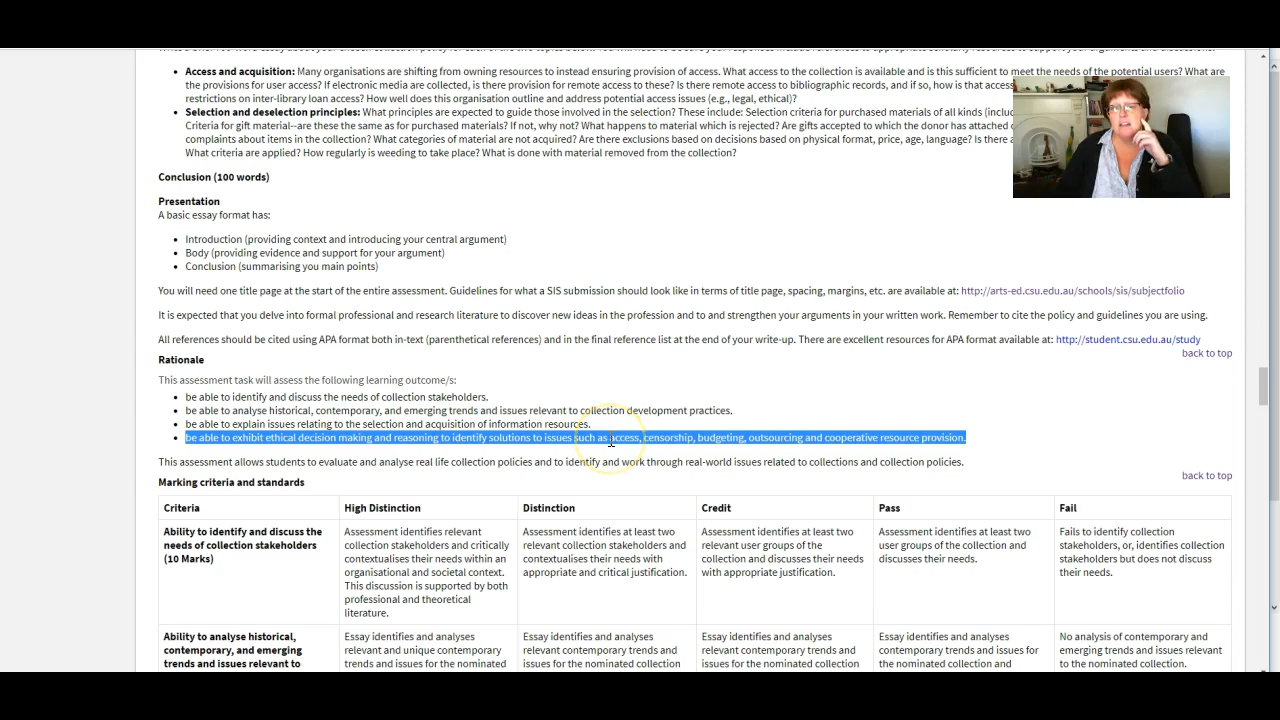 Access and acquisition: Many organisations are shifting from owning resources to instead ensuring provision of access. What access to the collection is available and is this sufficient to meet the needs of the potential users? What are
the provisions for user access? If electronic media are collected, is there provision for remote access to these? Is there remote access to bibliographic records, and if so, how is that access
restrictions on inter-library loan access? How well does this organisation outline and address potential access issues (e.g., legal, ethical)?
Selection and deselection principles: What principles are expected to guide those involved in the selection? These include: Selection criteria for purchased materials of all kinds
Criteria for gift material--are these the same as for purchased materials? If not, why not? What happens to material which is rejected? Are gifts accepted to which the donor has attached
complaints about items in the collection? What categories of material are not acquired? Are there exclusions based on decisions based on physical format, price, age, language? Is there
What criteria are applied? How regularly is weeding to take place? What is done with material removed from the collection?
Conclusion (100 words)
Presentation
A basic essay format has:
Introduction (providing context and introducing your central argument)
Body (providing evidence and support for your argument)
Conclusion (summarising you main points)
You will need one title page at the start of the entire assessment. Guidelines for what a SIS submission should look like in terms of title page, spacing, margins, etc. are available at: http://arts-ed.csu.edu.au/schools/sis/subjectfolio
It is expected that you delve into formal professional and research literature to discover new ideas in the profession and to and strengthen your arguments in your written work. Remember to cite the policy and guidelines you are using.
All references should be cited using APA format both in-text (parenthetical references) and in the final reference list at the end of your write-up. There are excellent resources for APA format available at: http://student.csu.edu.au/study
back to top
Rationale
This assessment task will assess the following learning outcome/s:
be able to identify and discuss the needs of collection stakeholders.
be able to analyse historical, contemporary, and emerging trends and issues relevant to collection development practices.
be able to explain issues relating to the selection and acquisition of information resources.
be able to exhibit ethical decision making and reasoning to identify solutions to issues such as access, censorship, budgeting, outsourcing and cooperative resource provision.
This assessment allows students to evaluate and analyse real life collection policies and to identify and work through real-world issues related to collections and collection policies.
back to top
Marking criteria and standards
Criteria High Distinction Distinction Credit Pass Fail
Ability to identify and discuss the
needs of collection stakeholders
(10 Marks)
Assessment identifies relevant
collection stakeholders and critically
contextualises their needs within an
organisational and societal context.
This discussion is supported by both
professional and theoretical
literature.
Assessment identifies at least two
relevant collection stakeholders and
contextualises their needs with
appropriate and critical justification.
Assessment identifies at least two
relevant user groups of the
collection and discusses their needs
with appropriate justification.
Assessment identifies at least two
user groups of the collection and
discusses their needs.
Fails to identify collection
stakeholders, or, identifies collection
stakeholders but does not discuss
their needs.
Ability to analyse historical,
contemporary, and emerging
trends and issues relevant to
Essay identifies and analyses
relevant and unique contemporary
trends and issues for the nominated
Essay identifies and analyses
relevant contemporary trends and
issues for the nominated collection
Essay identifies and analyses
relevant contemporary trends and
issues for the nominated collection
Essay identifies and analyses
relevant contemporary trends and issues for
the nominated collection and
No analysis of contemporary and
emerging trends and issues relevant
to the nominated collection.